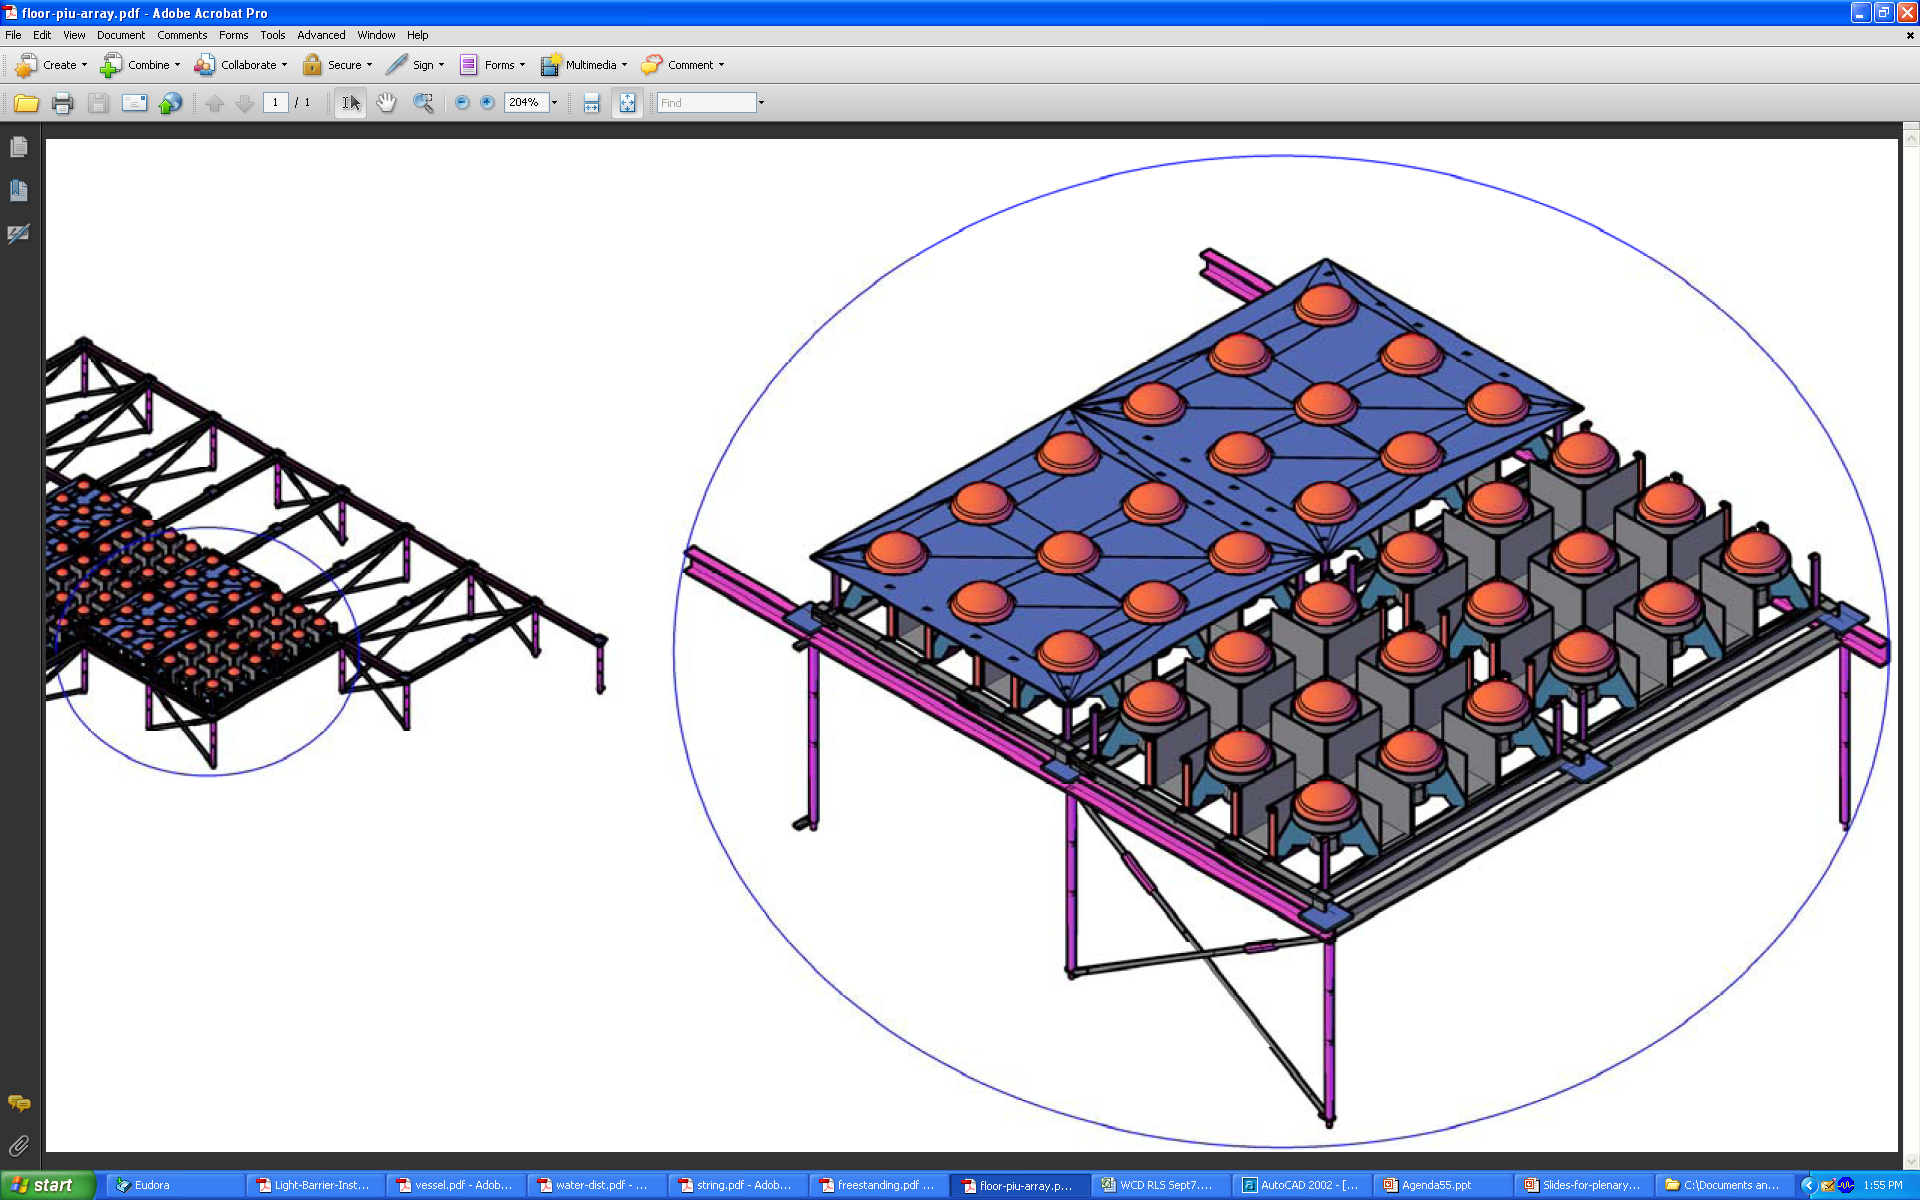 floor-piu-array.pdf - Adobe Acrobat Pro
File Edit View Document Comments Forms Tools Advanced Window Help
Create Combine Collaborate Secure Sign Forms Multimedia Comment
1 / 1 204% Find
start Eudora Light-Barrier-Inst... vessel.pdf - Adob... water-dist.pdf - ... string.pdf - Adob... freestanding.pdf ... floor-piu-array.p... WCD RLS Sept7.... AutoCAD 2002 - [... Agenda55.ppt Slides-for-plenary... C:\Documents an... 1:55 PM